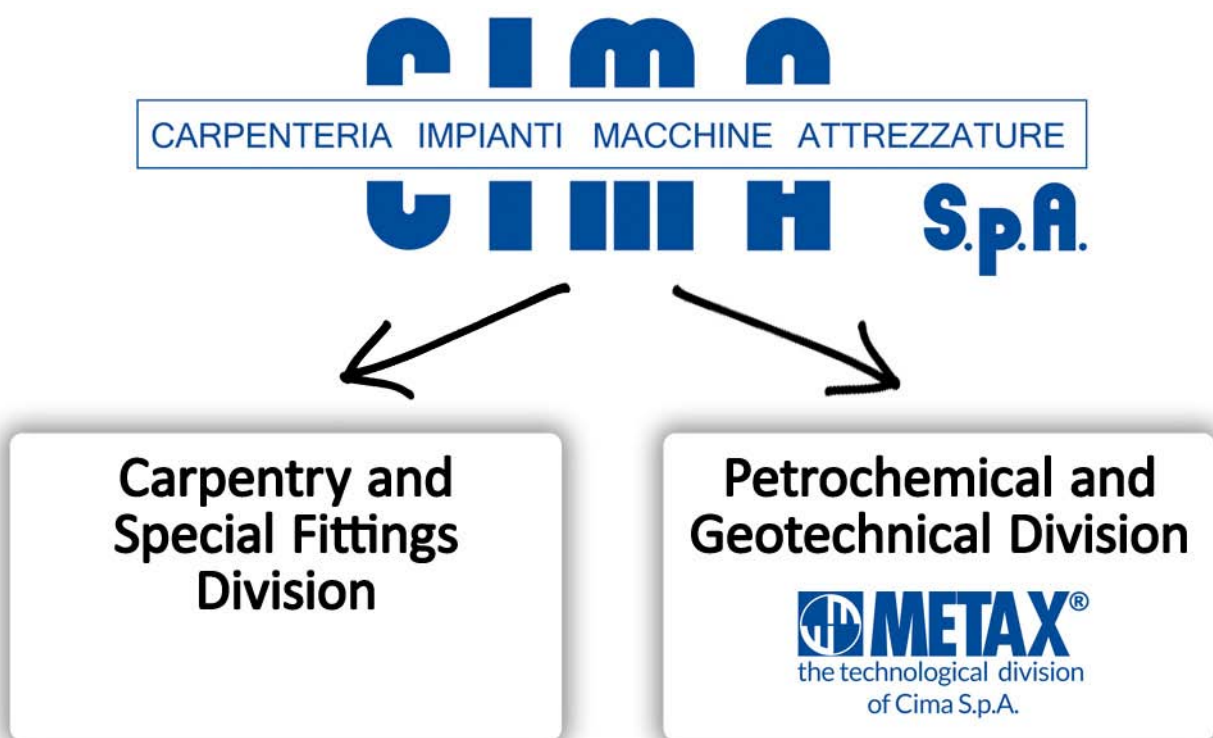 CIMA
CARPENTERIA IMPIANTI MACCHINE ATTREZZATURE
S.p.A.
Carpentry and
Special Fittings
Division
Petrochemical and
Geotechnical Division
METAX®
the technological division
of Cima S.p.A.